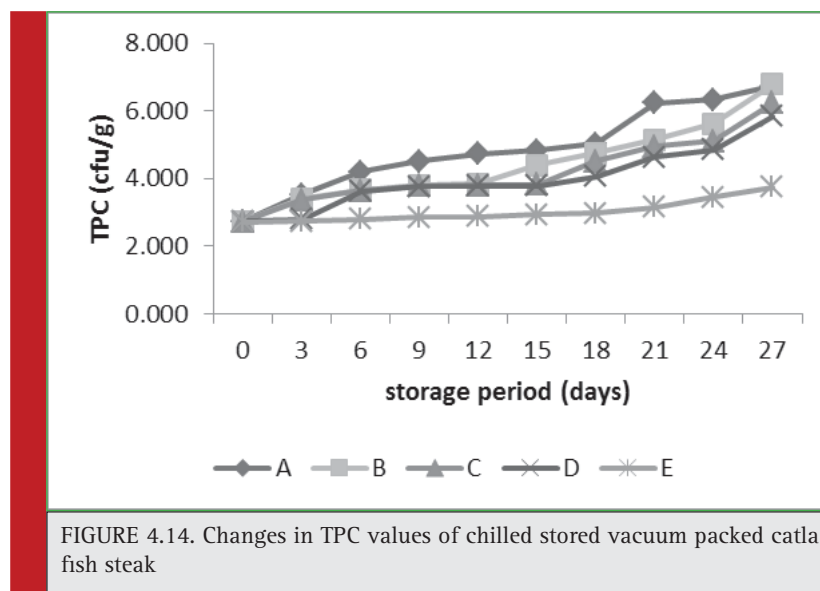 8.000
6.000
4.000
2.000
0.000
TPC (cfu/g)
0 3 6 9 12 15 18 21 24 27
storage period (days)
A B C D E
FIGURE 4.14. Changes in TPC values of chilled stored vacuum packed catla
fish steak